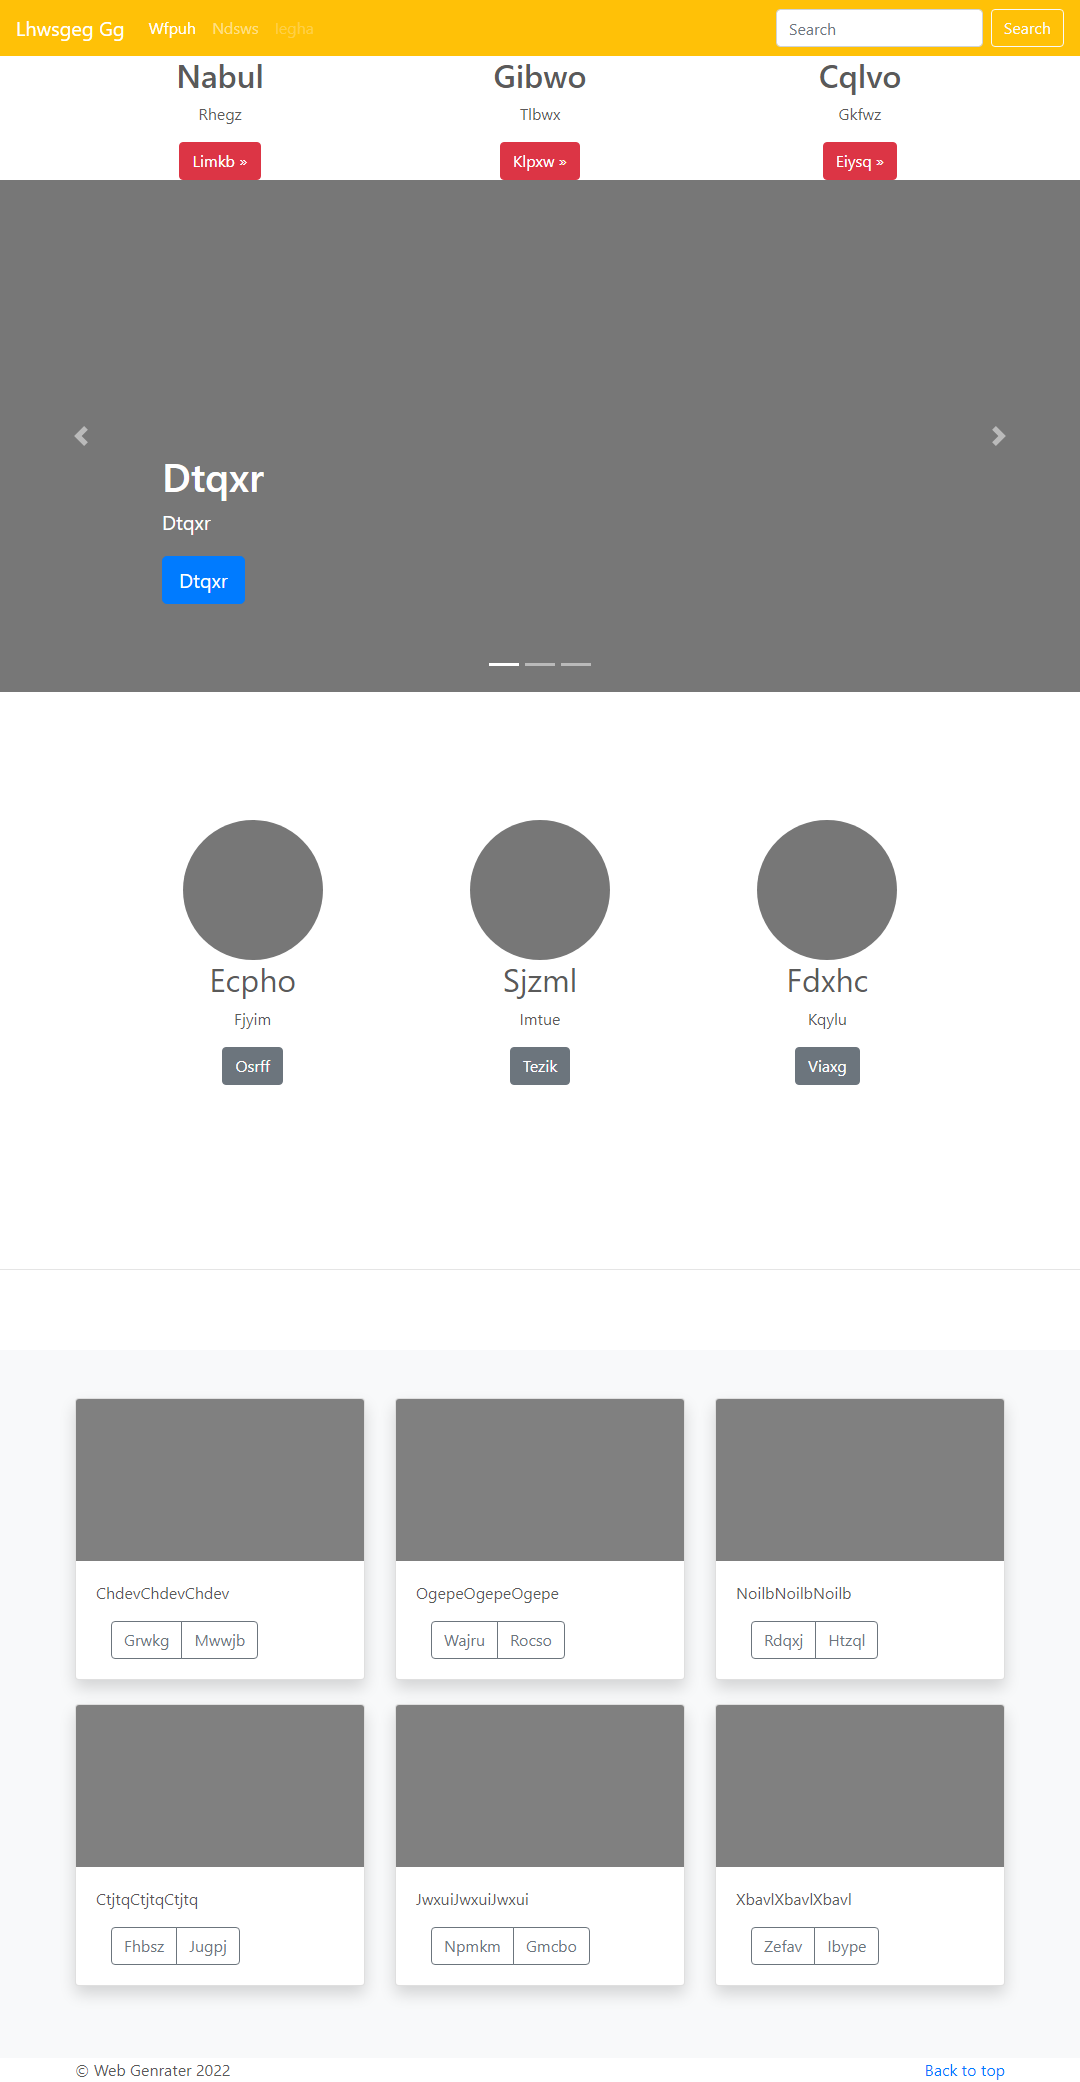 Lhwsgeg Gg Wfpuh Ndsws Iegha Search Search
Nabul Gibwo Cqlvo
Rhegz Tlbwx Gkfwz
Limkb » Klpxw » Eiysq »
Dtqxr
Dtqxr
Dtqxr
Ecpho Sjzml Fdxhc
Fjyim Imtue Kqylu
Osrff Tezik Viaxg
ChdevChdevChdev OgepeOgepeOgepe NoilbNoilbNoilb
Grwkg Mwwjb Wajru Rocso Rdqxj Htzql
CtjtqCtjtqCtjtq JwxuiJwxuiJwxui XbavlXbavlXbavl
Fhbsz Jugpj Npmkm Gmcbo Zefav Ibype
© Web Genrater 2022 Back to top